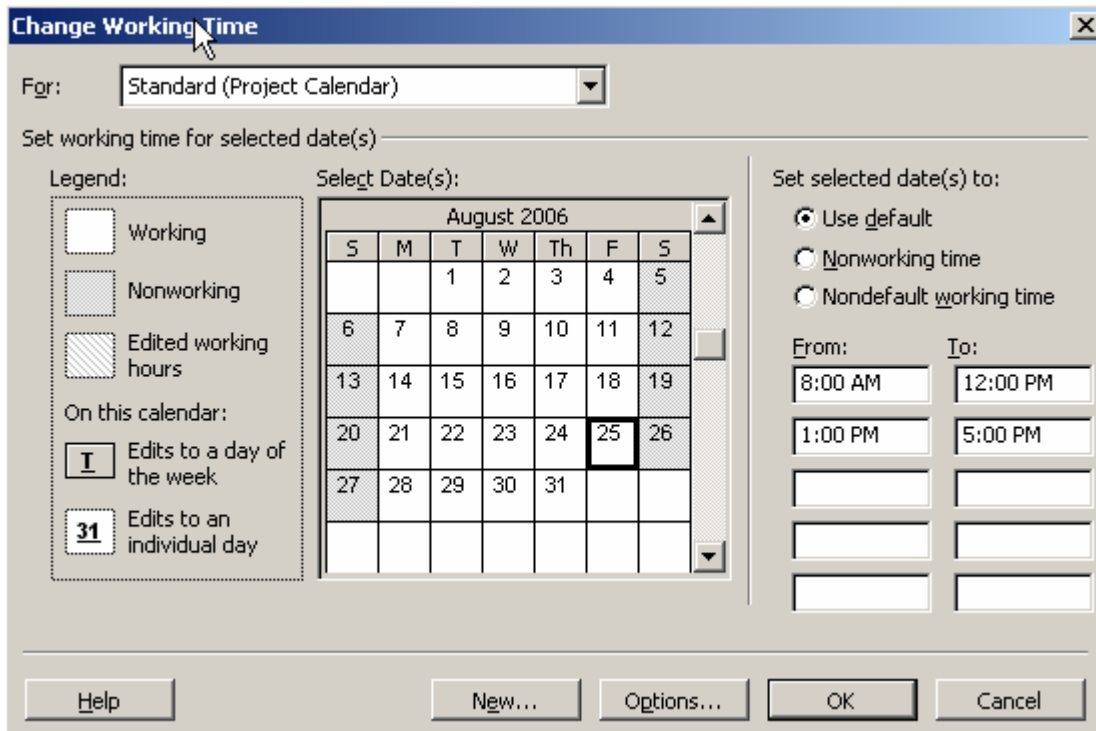 Change Working Time
For: Standard (Project Calendar)
Set working time for selected date(s)
Legend:
Working
Nonworking
Edited working
hours
On this calendar:
T Edits to a day of
the week
31 Edits to an
individual day
Select Date(s):
August 2006
S M T W Th F S
1 2 3 4 5
6 7 8 9 10 11 12
13 14 15 16 17 18 19
20 21 22 23 24 25 26
27 28 29 30 31
Set selected date(s) to:
Use default
Nonworking time
Nondefault working time
From: To:
8:00 AM 12:00 PM
1:00 PM 5:00 PM
Help New... Options... OK Cancel